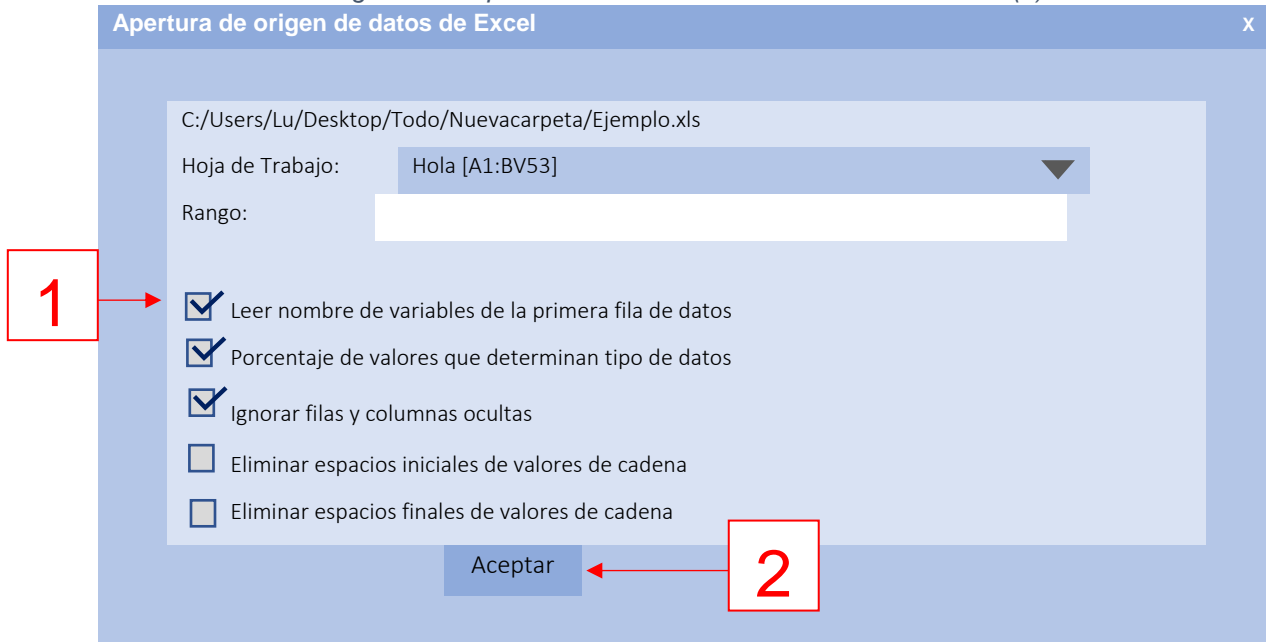 Apertura de origen de datos de Excel
X
C:/Users/Lu/Desktop/Todo/Nuevacarpeta/Ejemplo.xls
Hoja de Trabajo: Hola [A1:BV53]
Rango:
1
Leer nombre de variables de la primera fila de datos
Porcentaje de valores que determinan tipo de datos
Ignorar filas y columnas ocultas
Eliminar espacios iniciales de valores de cadena
Eliminar espacios finales de valores de cadena
Aceptar
2